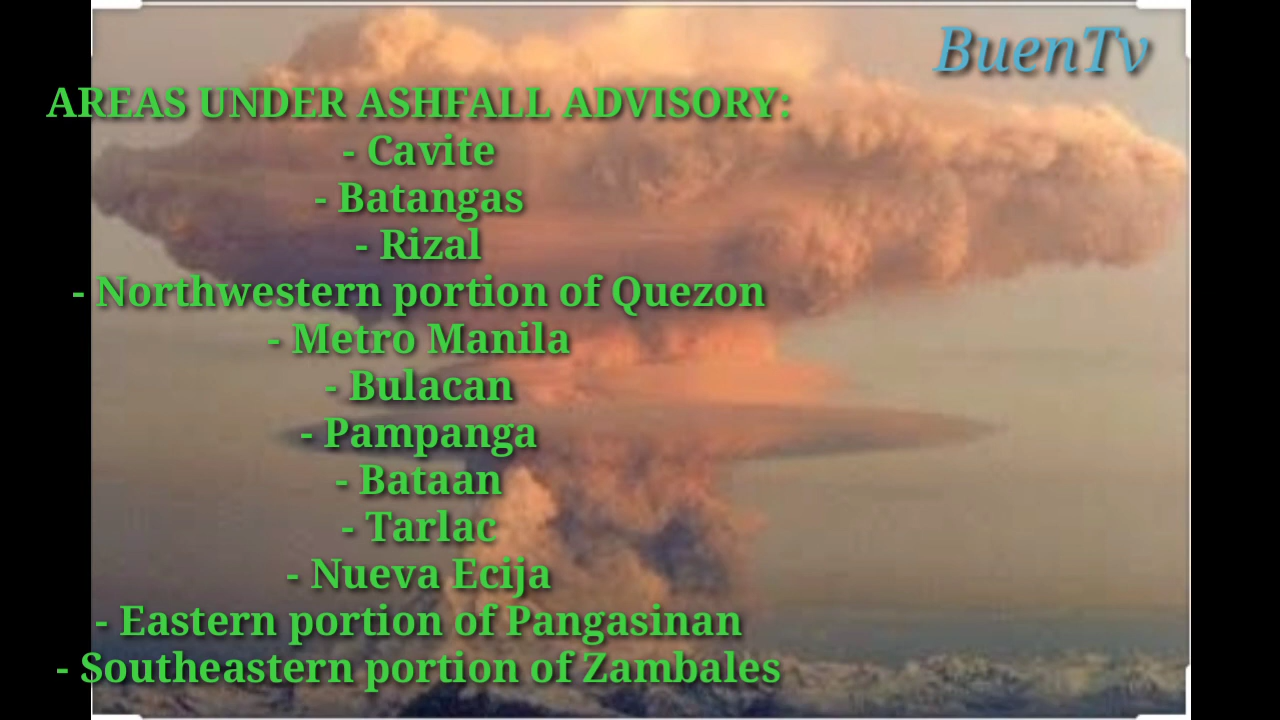 BuenTv
AREAS UNDER ASHFALL ADVISORY:
- Cavite
- Batangas
- Rizal
- Northwestern portion of Quezon
- Metro Manila
- Bulacan
- Pampanga
- Bataan
- Tarlac
- Nueva Ecija
- Eastern portion of Pangasinan
- Southeastern portion of Zambales